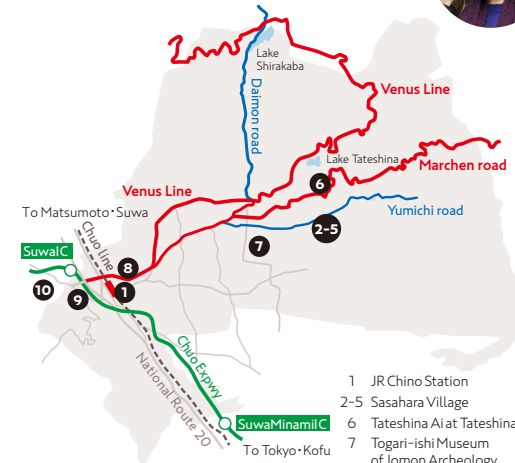 Lake
Shirakaba
Daimon road
Venus Line
Lake Tateshina
Marchen road
6
Venus Line
Yumichi road
To Matsumoto・Suwa
2-5
7
Chuo line
SuwaIC
8
1
10
9
Chuo Expwy
National Route 20
SuwaMinamiIC
To Tokyo・Kofu
1 JR Chino Station
2-5 Sasahara Village
6 Tateshina Ai at Tateshina
7 Togari-ishi Museum
of Jomon Archeology